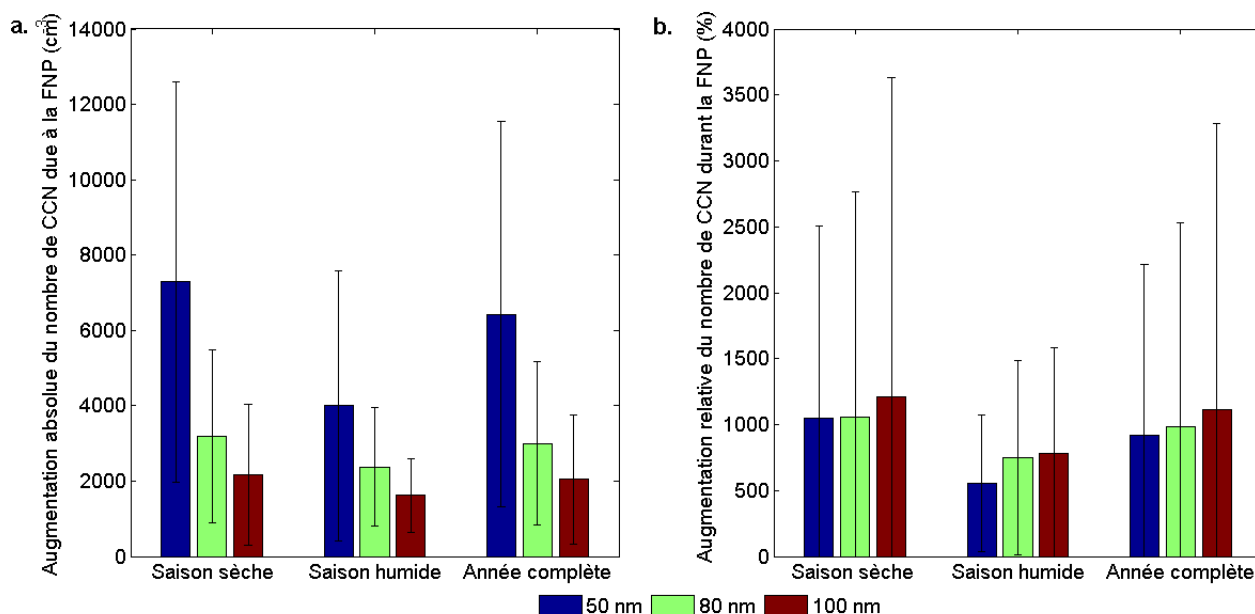 a.
Augmentation absolue du nombre de CCN due à la FNP (cm³)
14000
12000
10000
8000
6000
4000
2000
0
Saison sèche
Saison humide
Année complète
b.
Augmentation relative du nombre de CCN durant la FNP (%)
4000
3500
3000
2500
2000
1500
1000
500
0
Saison sèche
Saison humide
Année complète
50 nm
80 nm
100 nm